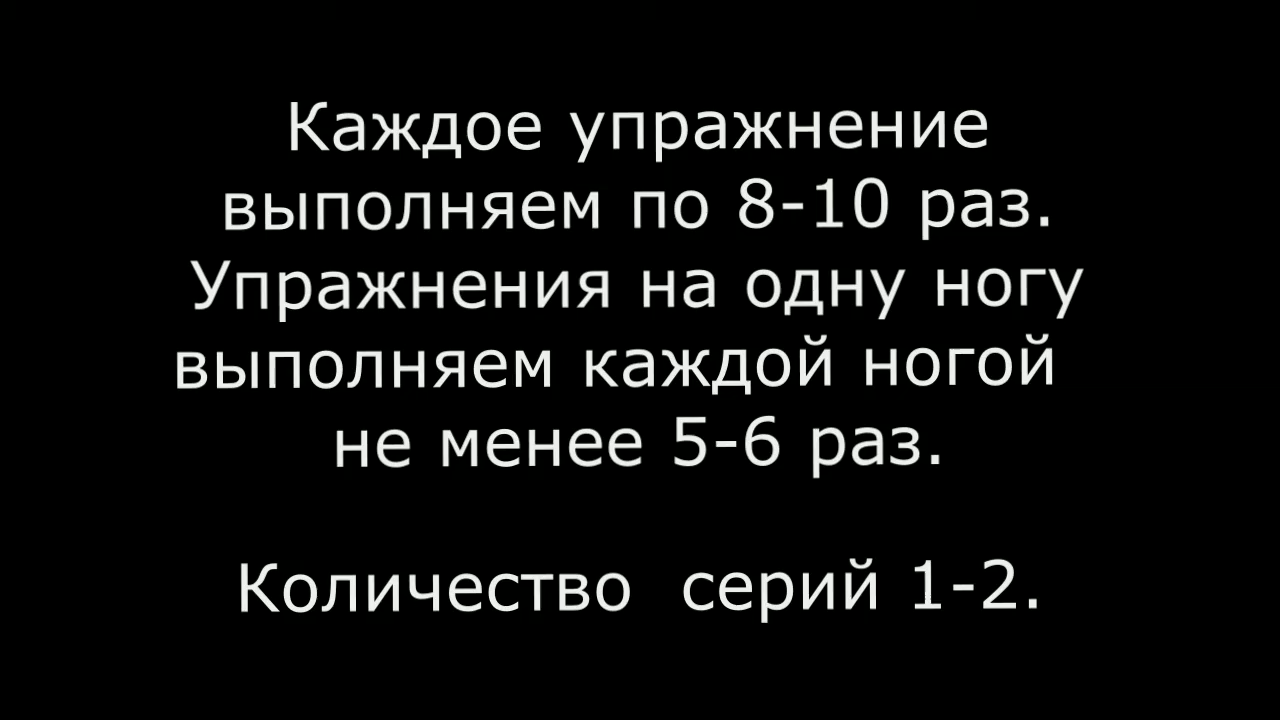 Каждое упражнение
выполняем по 8-10 раз.
Упражнения на одну ногу
выполняем каждой ногой
не менее 5-6 раз.
Количество серий 1-2.